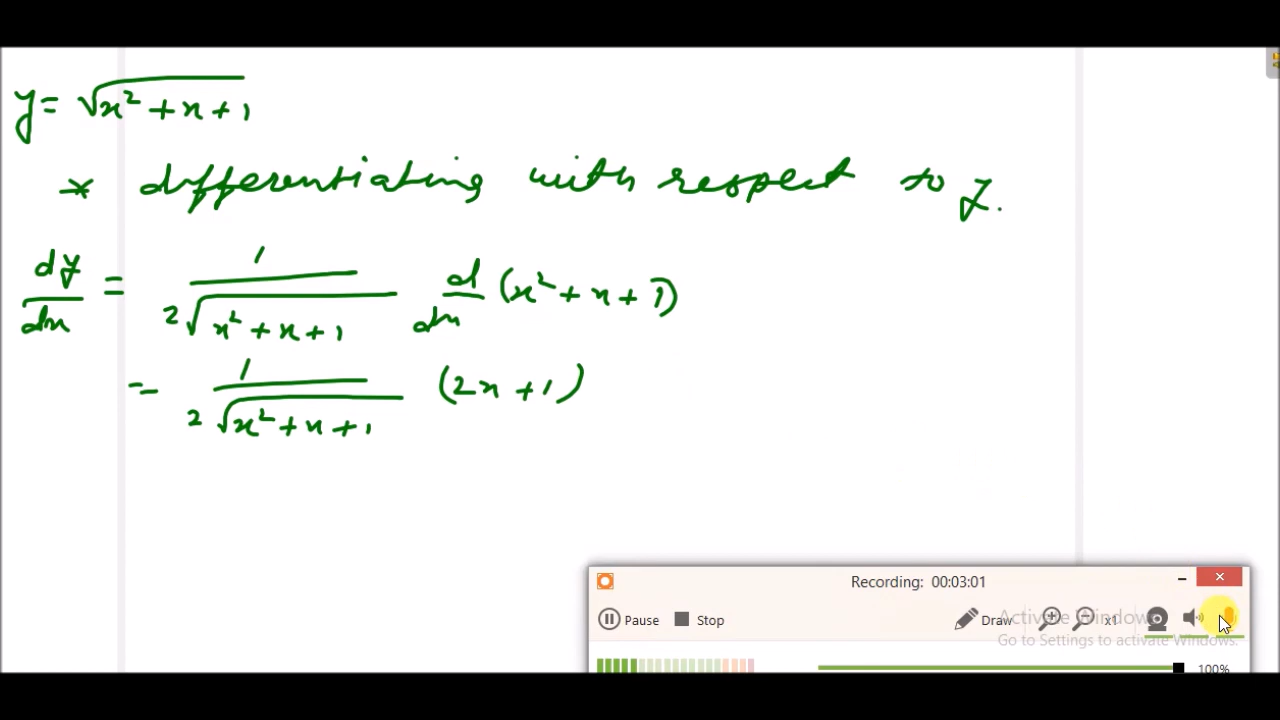 y = √x² + x + 1
* differentiating with respect to y.
dy/dx = 1/2√x² + x + 1 d/dx (x² + x + 1)
= 1/2√x² + x + 1 (2x + 1)
Recording: 00:03:01
Pause Stop Draw x1
Activate Windows
Go to Settings to activate Windows.
100%